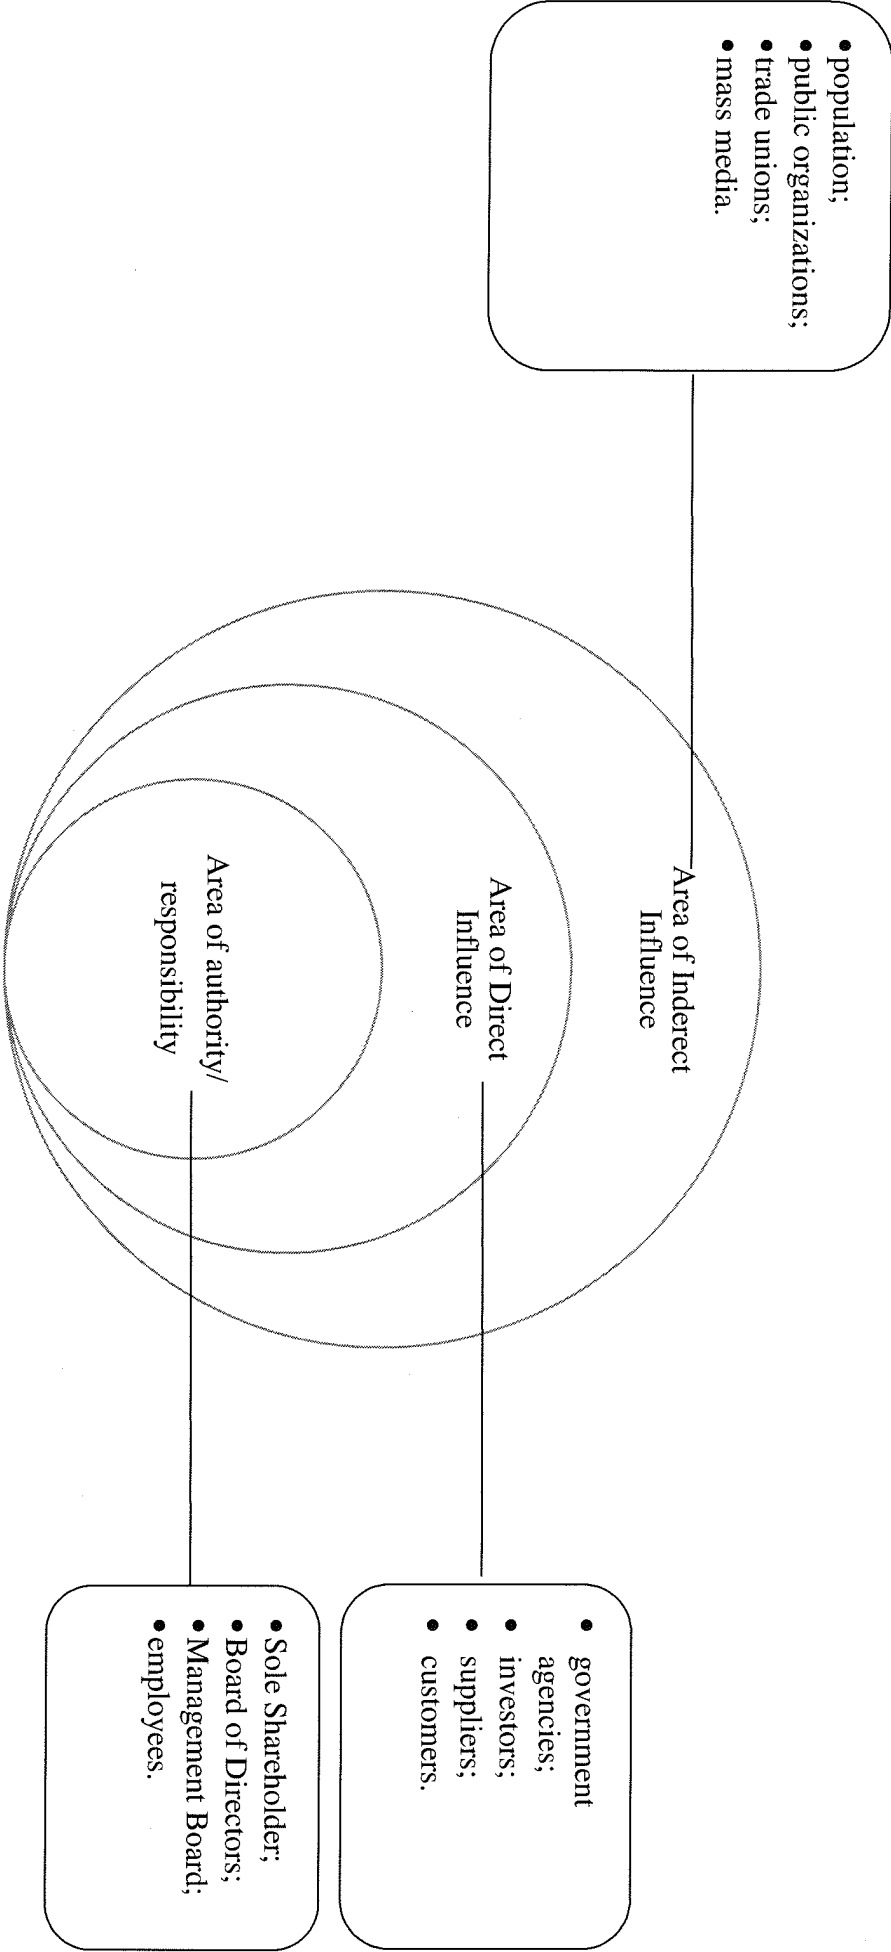 • population;
• public organizations;
• trade unions;
• mass media.
Area of Inderect
Influence
Area of Direct
Influence
Area of authority/
responsibility
• government
agencies;
• investors;
• suppliers;
• customers.
• Sole Shareholder;
• Board of Directors;
• Management Board;
• employees.